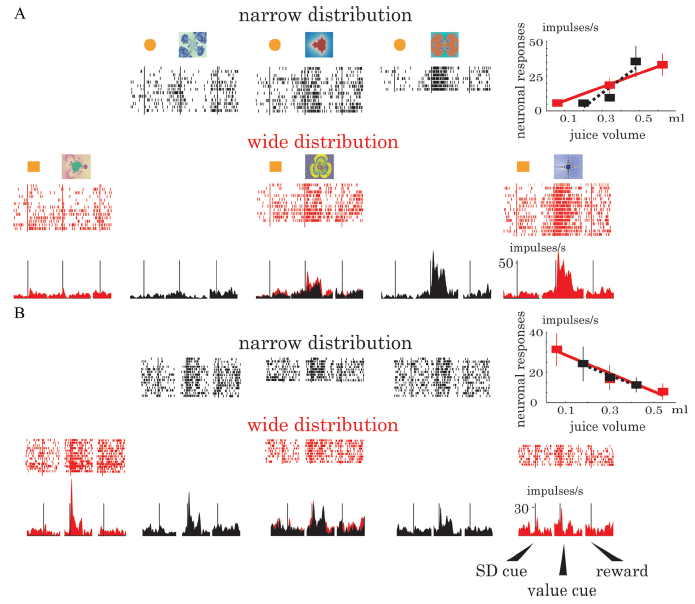 A
narrow distribution
impulses/s
50
25
0
neuronal responses
0.1 0.3 0.5 ml
juice volume
wide distribution
impulses/s
50
B
narrow distribution
impulses/s
40
20
0
neuronal responses
0.1 0.3 0.5 ml
juice volume
wide distribution
impulses/s
30
SD cue
value cue
reward